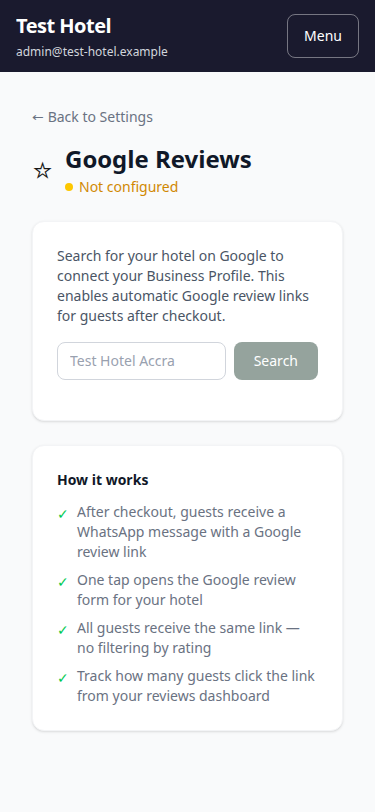 Test Hotel
admin@test-hotel.example
Menu
← Back to Settings
Google Reviews
Not configured
Search for your hotel on Google to
connect your Business Profile. This
enables automatic Google review links
for guests after checkout.
Test Hotel Accra
Search
How it works
✓ After checkout, guests receive a
WhatsApp message with a Google
review link
✓ One tap opens the Google review
form for your hotel
✓ All guests receive the same link —
no filtering by rating
✓ Track how many guests click the link
from your reviews dashboard